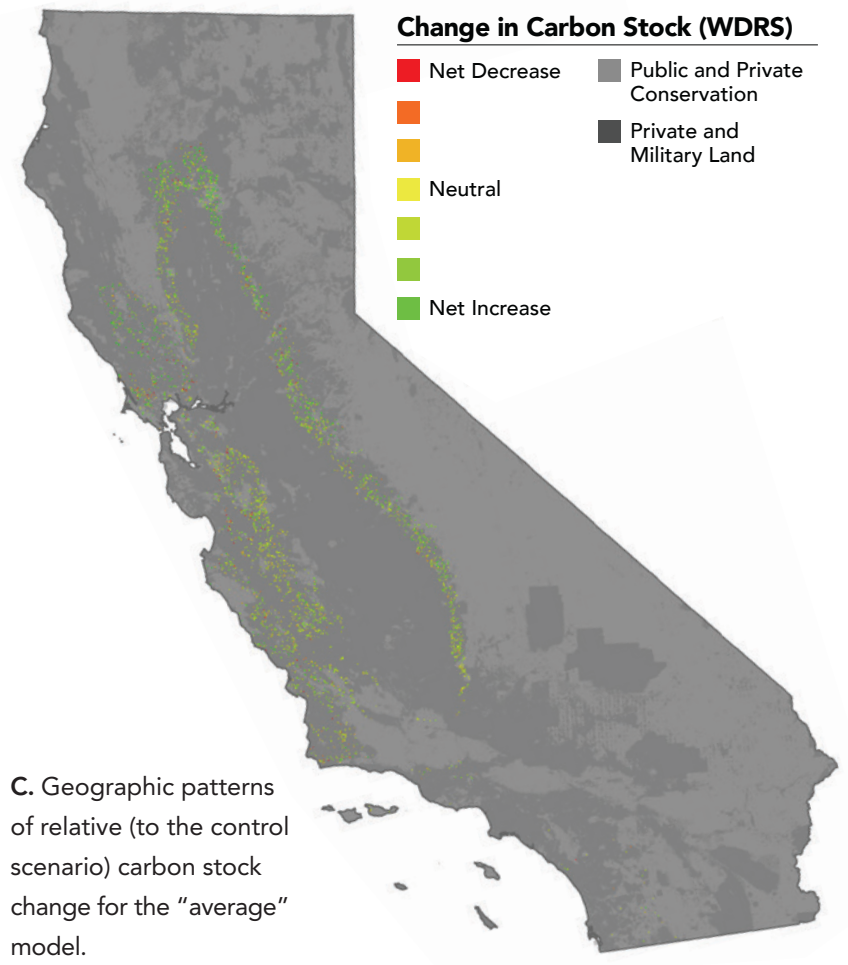 Change in Carbon Stock (WDRS)
Net Decrease
Neutral
Net Increase
Public and Private
Conservation
Private and
Military Land
C. Geographic patterns
of relative (to the control
scenario) carbon stock
change for the “average”
model.